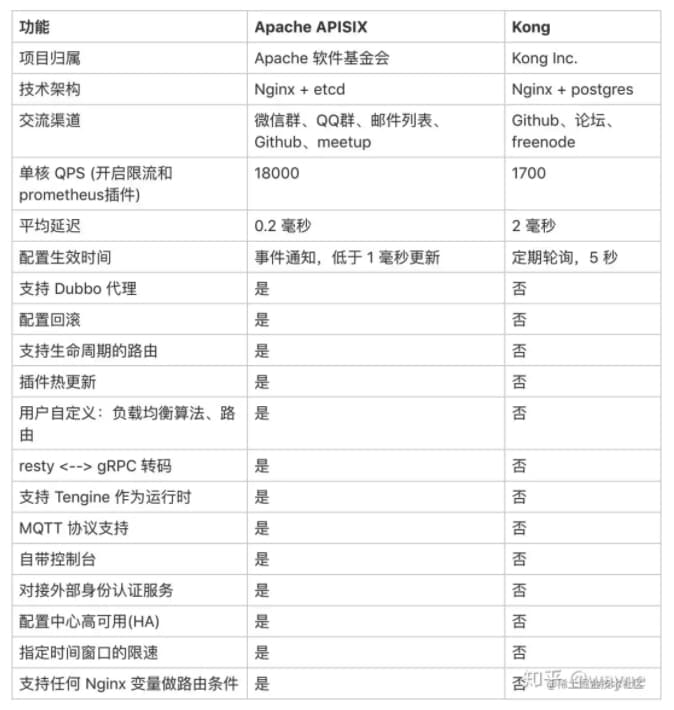 功能 Apache APISIX Kong
项目归属 Apache 软件基金会 Kong Inc.
技术架构 Nginx + etcd Nginx + postgres
交流渠道 微信群、QQ群、邮件列表、 Github、论坛、
Github、meetup freenode
单核 QPS (开启限流和 18000 1700
prometheus插件)
平均延迟 0.2 毫秒 2 毫秒
配置生效时间 事件通知，低于 1 毫秒更新 定期轮询，5 秒
支持 Dubbo 代理 是 否
配置回滚 是 否
支持生命周期的路由 是 否
插件热更新 是 否
用户自定义：负载均衡算法、路 是 否
由
resty <--> gRPC 转码 是 否
支持 Tengine 作为运行时 是 否
MQTT 协议支持 是 否
自带控制台 是 否
对接外部身份认证服务 是 否
配置中心高可用(HA) 是 否
指定时间窗口的限速 是 否
支持任何 Nginx 变量做路由条件 是 否
知乎
@稀土掘金技术社区